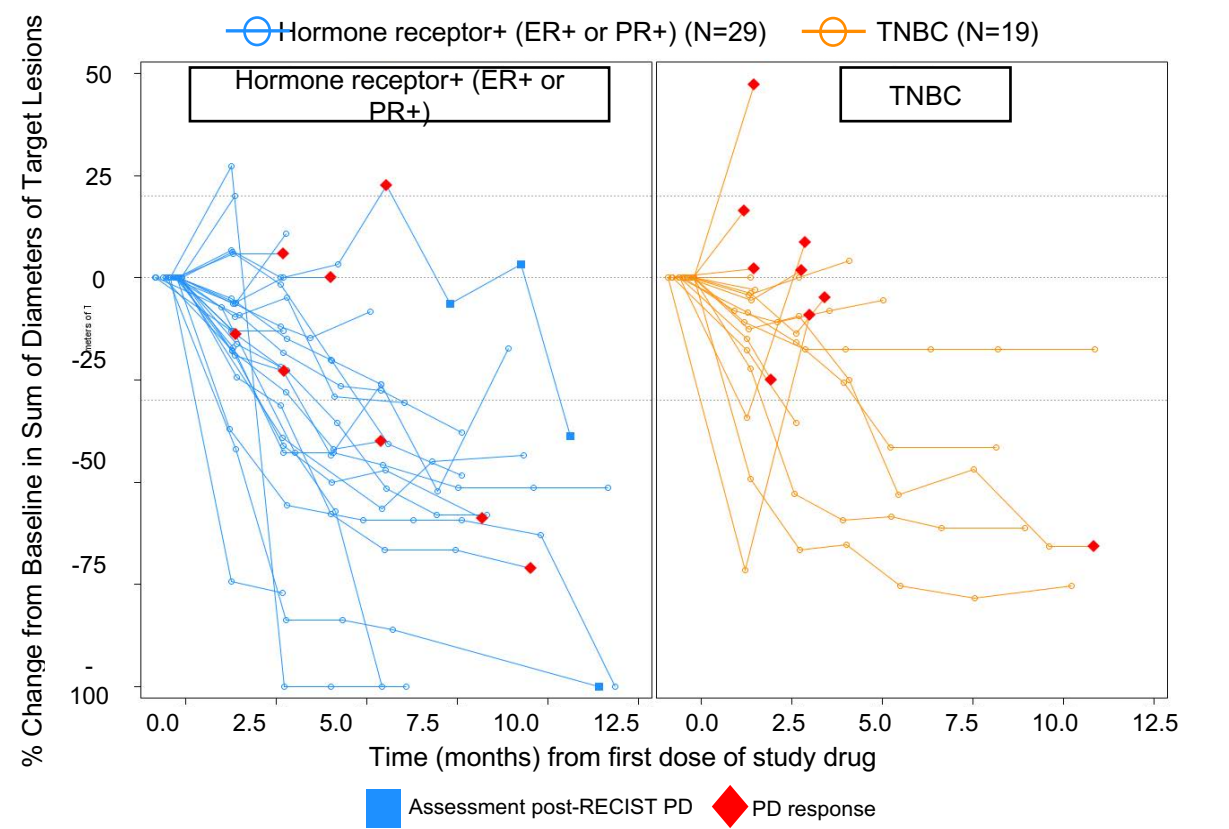 Hormone receptor+ (ER+ or PR+) (N=29) TNBC (N=19)
% Change from Baseline in Sum of Diameters of Target Lesions
meters of T
Hormone receptor+ (ER+ or
PR+)
TNBC
50
25
0
-25
-50
-75
-
100
0.0 2.5 5.0 7.5 10.0 12.5 0.0 2.5 5.0 7.5 10.0 12.5
Time (months) from first dose of study drug
Assessment post-RECIST PD PD response